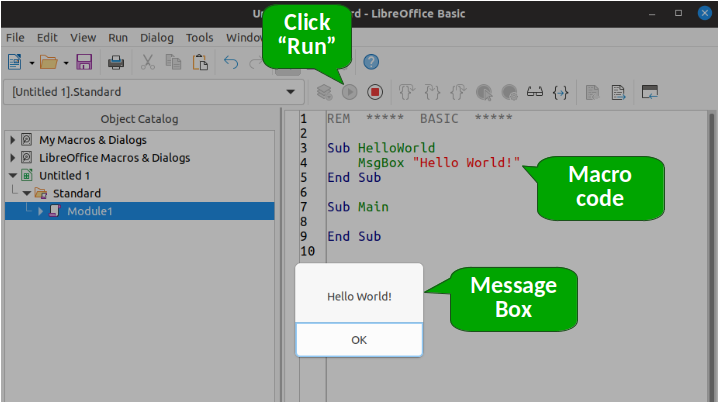 Un rd - LibreOffice Basic
File Edit View Run Dialog Tools Window
Click
“Run”
[Untitled 1].Standard
Object Catalog
My Macros & Dialogs
LibreOffice Macros & Dialogs
Untitled 1
Standard
Module1
1 REM ***** BASIC *****
2
3 Sub HelloWorld
4 MsgBox "Hello World!"
5 End Sub
6
7 Sub Main
8
9 End Sub
10
Macro
code
Hello World!
OK
Message
Box